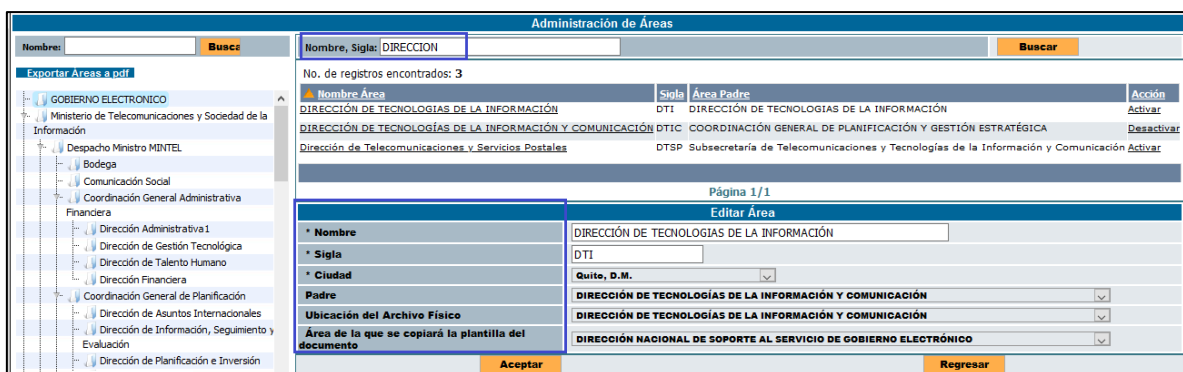 Administración de Áreas
Nombre: Busca
Exportar Áreas a pdf
GOBIERNO ELECTRONICO
Ministerio de Telecomunicaciones y Sociedad de la
Información
Despacho Ministro MINTEL
Bodega
Comunicación Social
Coordinación General Administrativa
Financiera
Dirección Administrativa1
Dirección de Gestión Tecnológica
Dirección de Talento Humano
Dirección Financiera
Coordinación General de Planificación
Dirección de Asuntos Internacionales
Dirección de Información, Seguimiento y
Evaluación
Dirección de Planificación e Inversión
Nombre, Sigla: DIRECCION Buscar
No. de registros encontrados: 3
Nombre Área Sigla Área Padre Acción
DIRECCIÓN DE TECNOLOGIAS DE LA INFORMACIÓN DTI DIRECCIÓN DE TECNOLOGIAS DE LA INFORMACIÓN Activar
DIRECCIÓN DE TECNOLOGÍAS DE LA INFORMACIÓN Y COMUNICACIÓN DTIC COORDINACIÓN GENERAL DE PLANIFICACIÓN Y GESTIÓN ESTRATÉGICA Desactivar
Dirección de Telecomunicaciones y Servicios Postales DTSP Subsecretaría de Telecomunicaciones y Tecnologías de la Información y Comunicación Activar
Página 1/1
Editar Área
* Nombre DIRECCIÓN DE TECNOLOGIAS DE LA INFORMACIÓN
* Sigla DTI
* Ciudad Quito, D.M.
Padre DIRECCIÓN DE TECNOLOGÍAS DE LA INFORMACIÓN Y COMUNICACIÓN
Ubicación del Archivo Físico DIRECCIÓN DE TECNOLOGÍAS DE LA INFORMACIÓN Y COMUNICACIÓN
Área de la que se copiará la plantilla del
documento DIRECCIÓN NACIONAL DE SOPORTE AL SERVICIO DE GOBIERNO ELECTRÓNICO
Aceptar Regresar